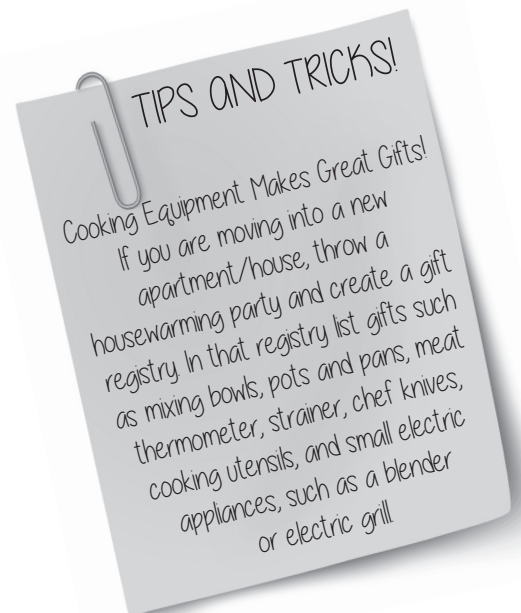 TIPS AND TRICKS!
Cooking Equipment Makes Great Gifts!
If you are moving into a new
apartment/house, throw a
housewarming party and create a gift
registry. In that registry list gifts such
as mixing bowls, pots and pans, meat
thermometer, strainer, chef knives,
cooking utensils, and small electric
appliances, such as a blender
or electric grill.